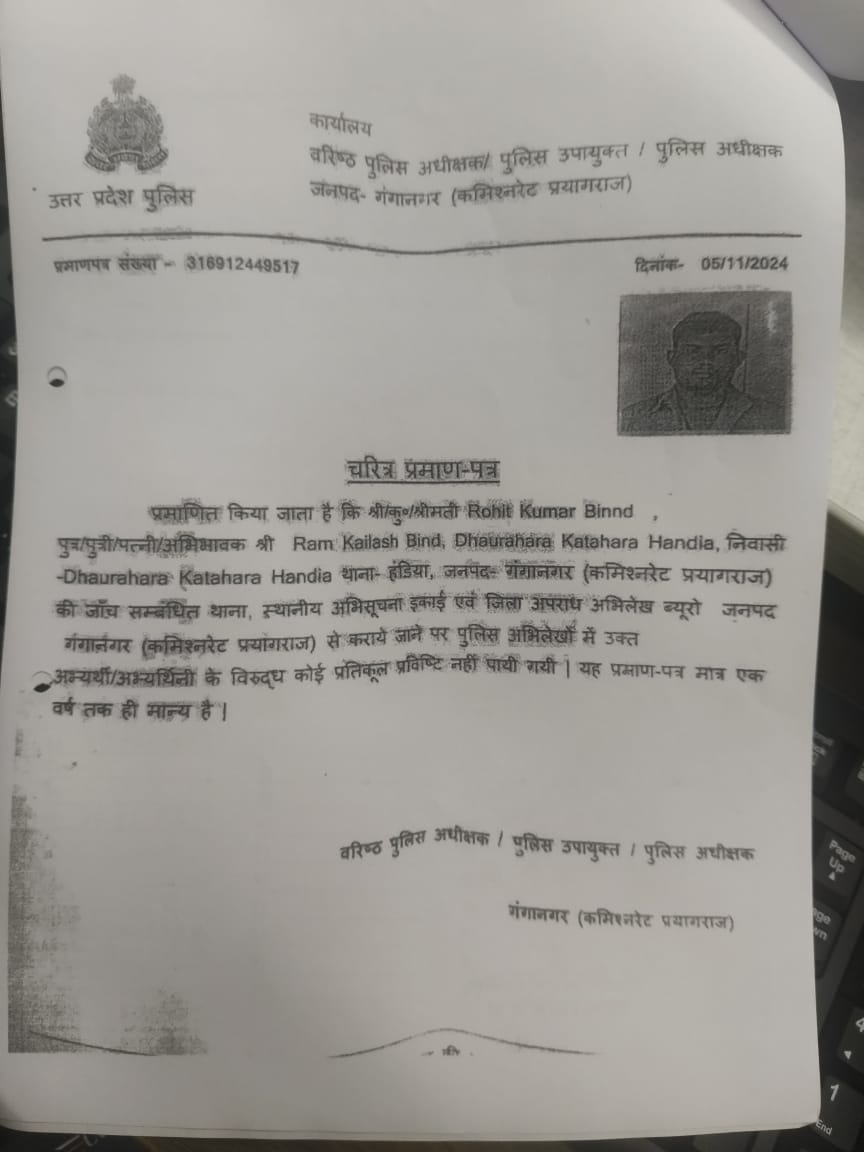 कार्यालय
वरिष्ठ पुलिस अधीक्षक/ पुलिस उपायुक्त / पुलिस अधीक्षक
जनपद- गंगानगर (कमिश्नरेट प्रयागराज)
उत्तर प्रदेश पुलिस
प्रमाणपत्र संख्या - 316912449517
दिनांक- 05/11/2024
चरित्र प्रमाण-पत्र
प्रमाणित किया जाता है कि श्री/कु०/श्रीमती Rohit Kumar Binnd ,
पुत्र/पुत्री/पत्नी/अभिभावक श्री Ram Kailash Bind, Dhaurahara Katahara Handia, निवासी
-Dhaurahara Katahara Handia थाना- हंडिया, जनपद- गंगानगर (कमिश्नरेट प्रयागराज)
की जाँच सम्बंधित थाना, स्थानीय अभिसूचना इकाई एवं जिला अपराध अभिलेख ब्यूरो जनपद
गंगानगर (कमिश्नरेट प्रयागराज) से कराये जाने पर पुलिस अभिलेखों में उक्त
अभ्यर्थी/अभ्यर्थिनी के विरुद्ध कोई प्रतिकूल प्रविष्टि नहीं पायी गयी | यह प्रमाण-पत्र मात्र एक
वर्ष तक ही मान्य है |
वरिष्ठ पुलिस अधीक्षक / पुलिस उपायुक्त / पुलिस अधीक्षक
गंगानगर (कमिश्नरेट प्रयागराज)
Page
Up
1
End
4